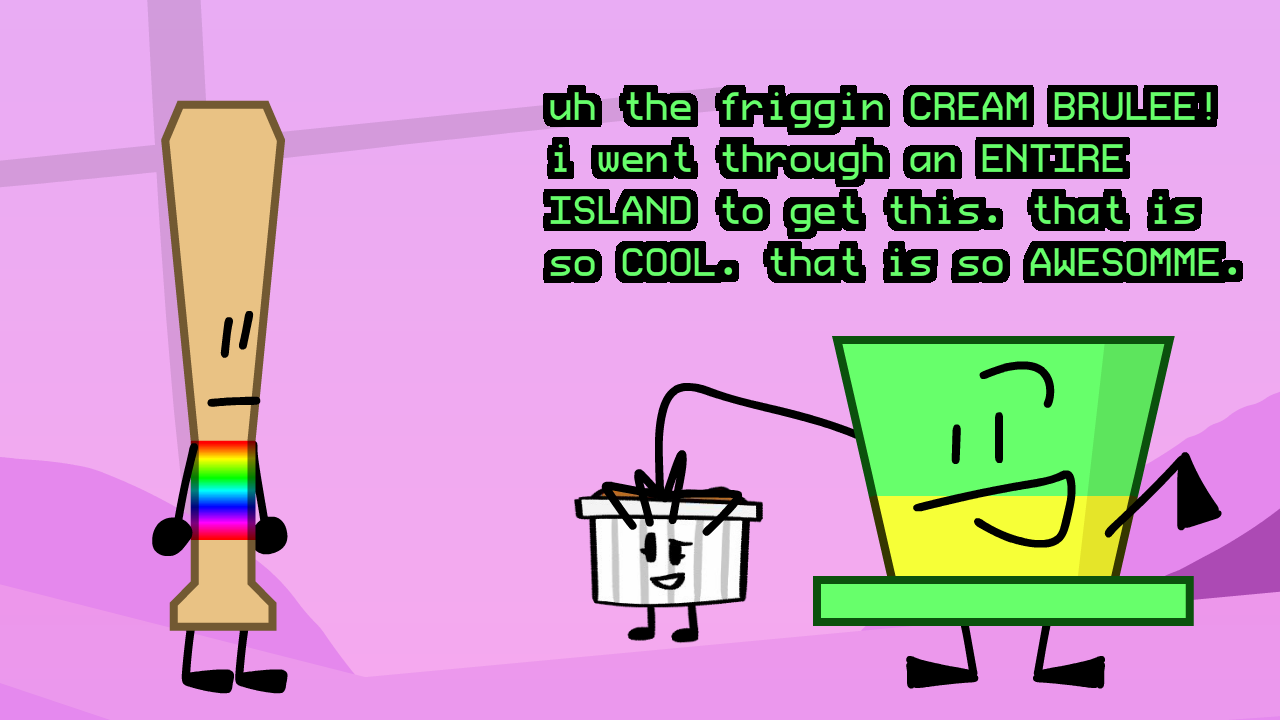 uh the friggin CREAM BRULEE!
i went through an ENTIRE
ISLAND to get this. that is
so COOL. that is so AWESOMME.